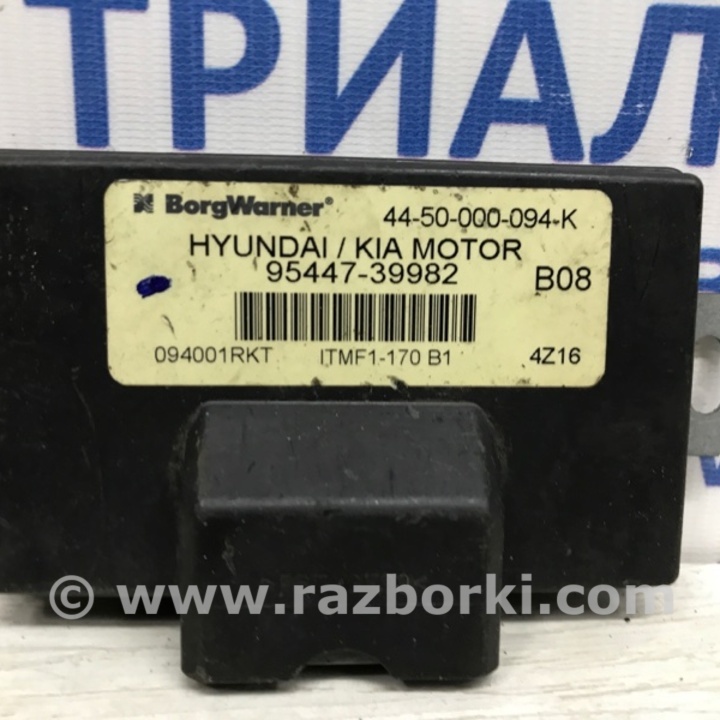 ТРИАЛ
BorgWarner® 44-50-000-094-K
HYUNDAI / KIA MOTOR
95447-39982 B08
094001RKT ITMF1-170 B1 4Z16
© www.razborki.com